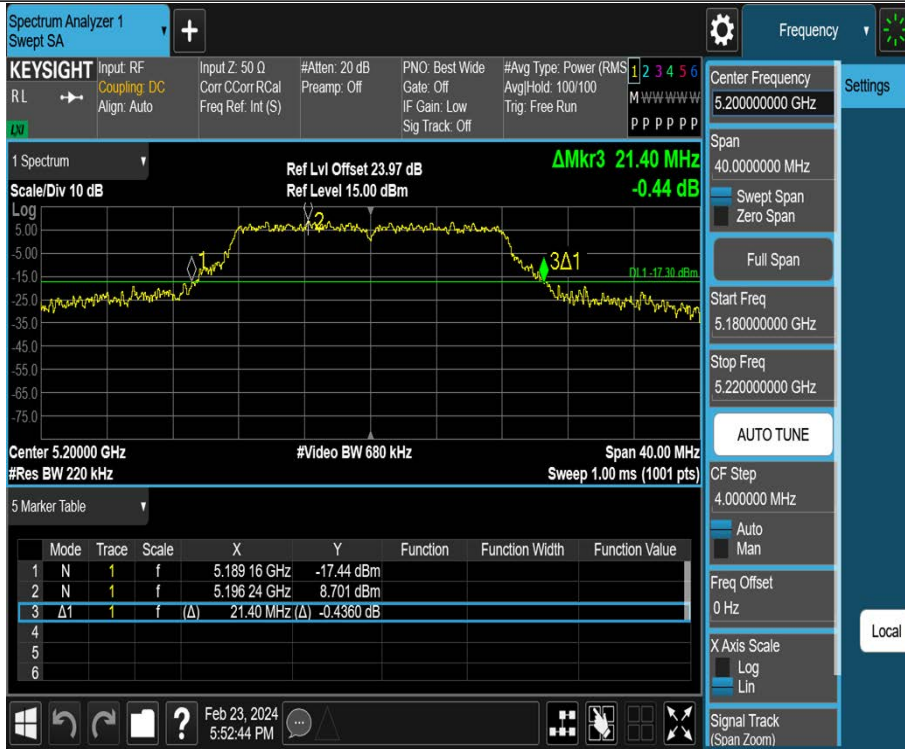 Spectrum Analyzer 1
Swept SA
+
Frequency
KEYSIGHT
RL
LXI
Input: RF
Coupling: DC
Align: Auto
Input Z: 50 Ω
Corr CCorr RCal
Freq Ref: Int (S)
#Atten: 20 dB
Preamp: Off
PNO: Best Wide
Gate: Off
IF Gain: Low
Sig Track: Off
#Avg Type: Power (RMS
Avg|Hold: 100/100
Trig: Free Run
1 2 3 4 5 6
M W W W W W
P P P P P P
Center Frequency
5.200000000 GHz
Settings
Span
40.0000000 MHz
Swept Span
Zero Span
Full Span
Start Freq
5.180000000 GHz
Stop Freq
5.220000000 GHz
AUTO TUNE
CF Step
4.000000 MHz
Auto
Man
Freq Offset
0 Hz
X Axis Scale
Log
Lin
Signal Track
(Span Zoom)
Local
1 Spectrum
Scale/Div 10 dB
Ref Lvl Offset 23.97 dB
Ref Level 15.00 dBm
ΔMkr3 21.40 MHz
-0.44 dB
Log
5.00
-5.00
-15.0
-25.0
-35.0
-45.0
-55.0
-65.0
-75.0
1
2
3Δ1
DL1 -17.30 dBm
Center 5.20000 GHz
#Video BW 680 kHz
Span 40.00 MHz
#Res BW 220 kHz
Sweep 1.00 ms (1001 pts)
5 Marker Table
Mode Trace Scale X Y Function Function Width Function Value
1 N 1 f 5.189 16 GHz -17.44 dBm
2 N 1 f 5.196 24 GHz 8.701 dBm
3 Δ1 1 f (Δ) 21.40 MHz (Δ) -0.4360 dB
4
5
6
?
Feb 23, 2024
5:52:44 PM